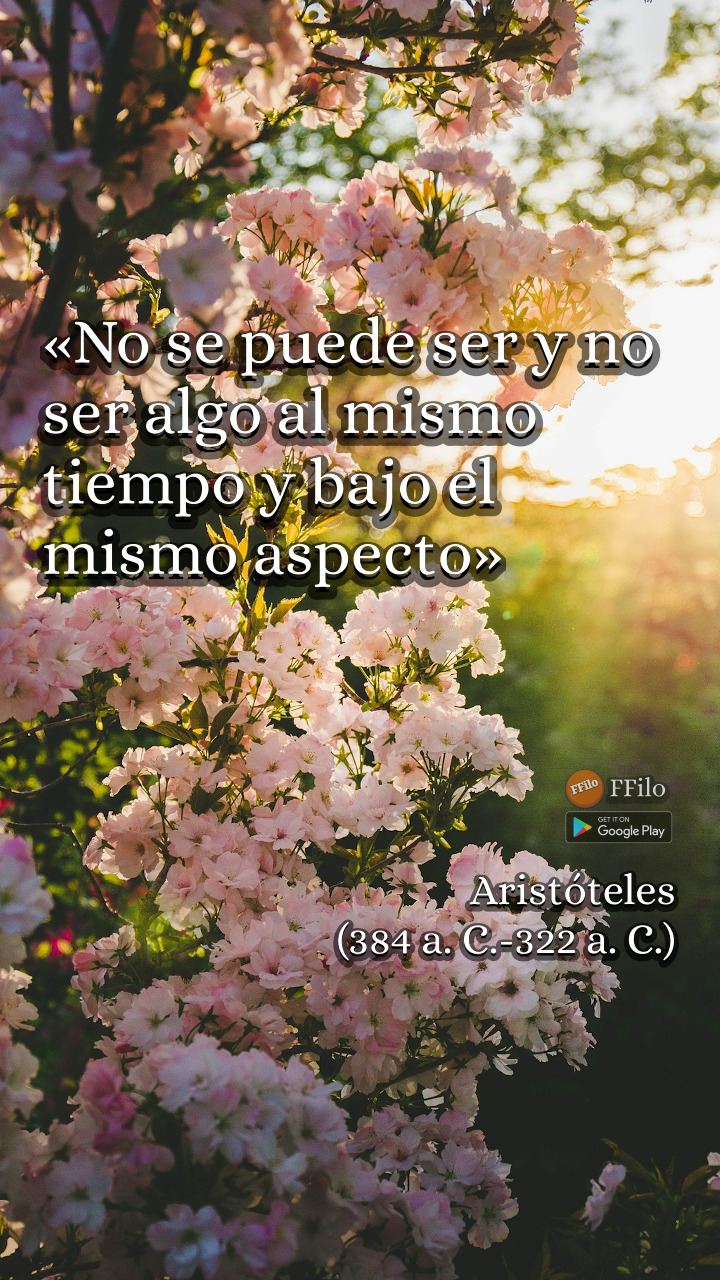 «No se puede ser y no
ser algo al mismo
tiempo y bajo el
mismo aspecto»
FFilo FFilo
GET IT ON
Google Play
Aristóteles
(384 a. C.-322 a. C.)